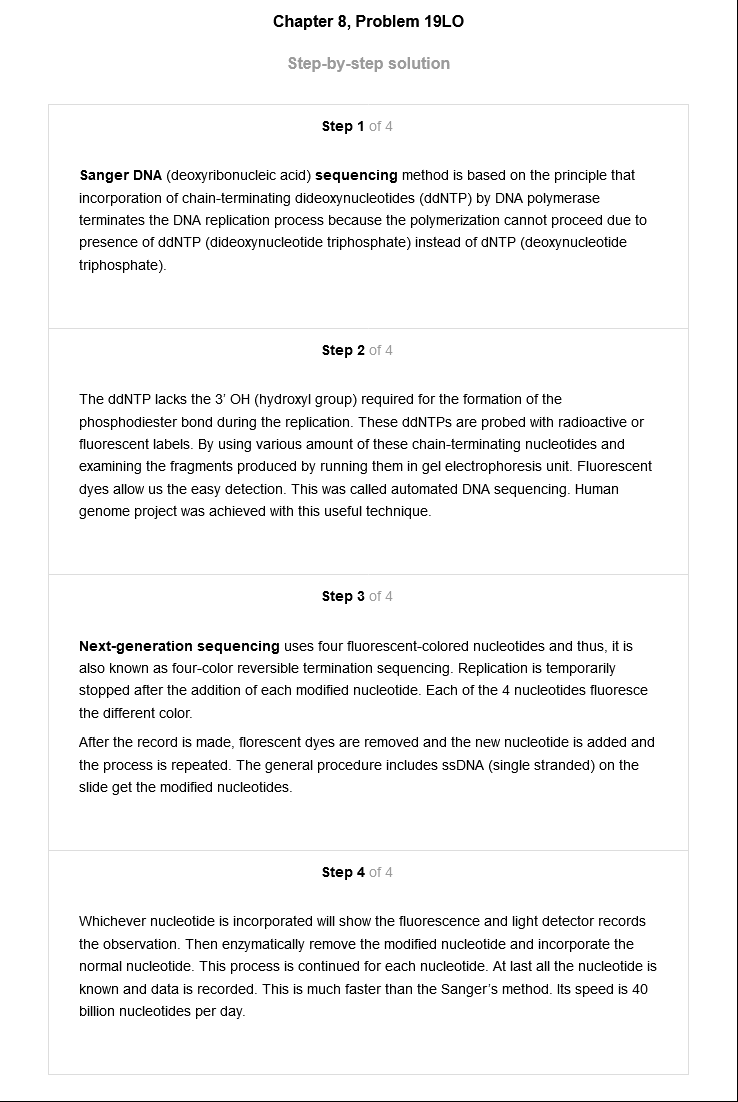 Chapter 8, Problem 19LO
Step-by-step solution
Step 1 of 4
Sanger DNA (deoxyribonucleic acid) sequencing method is based on the principle that
incorporation of chain-terminating dideoxynucleotides (ddNTP) by DNA polymerase
terminates the DNA replication process because the polymerization cannot proceed due to
presence of ddNTP (dideoxynucleotide triphosphate) instead of dNTP (deoxynucleotide
triphosphate).
Step 2 of 4
The ddNTP lacks the 3’ OH (hydroxyl group) required for the formation of the
phosphodiester bond during the replication. These ddNTPs are probed with radioactive or
fluorescent labels. By using various amount of these chain-terminating nucleotides and
examining the fragments produced by running them in gel electrophoresis unit. Fluorescent
dyes allow us the easy detection. This was called automated DNA sequencing. Human
genome project was achieved with this useful technique.
Step 3 of 4
Next-generation sequencing uses four fluorescent-colored nucleotides and thus, it is
also known as four-color reversible termination sequencing. Replication is temporarily
stopped after the addition of each modified nucleotide. Each of the 4 nucleotides fluoresce
the different color.
After the record is made, florescent dyes are removed and the new nucleotide is added and
the process is repeated. The general procedure includes ssDNA (single stranded) on the
slide get the modified nucleotides.
Step 4 of 4
Whichever nucleotide is incorporated will show the fluorescence and light detector records
the observation. Then enzymatically remove the modified nucleotide and incorporate the
normal nucleotide. This process is continued for each nucleotide. At last all the nucleotide is
known and data is recorded. This is much faster than the Sanger’s method. Its speed is 40
billion nucleotides per day.